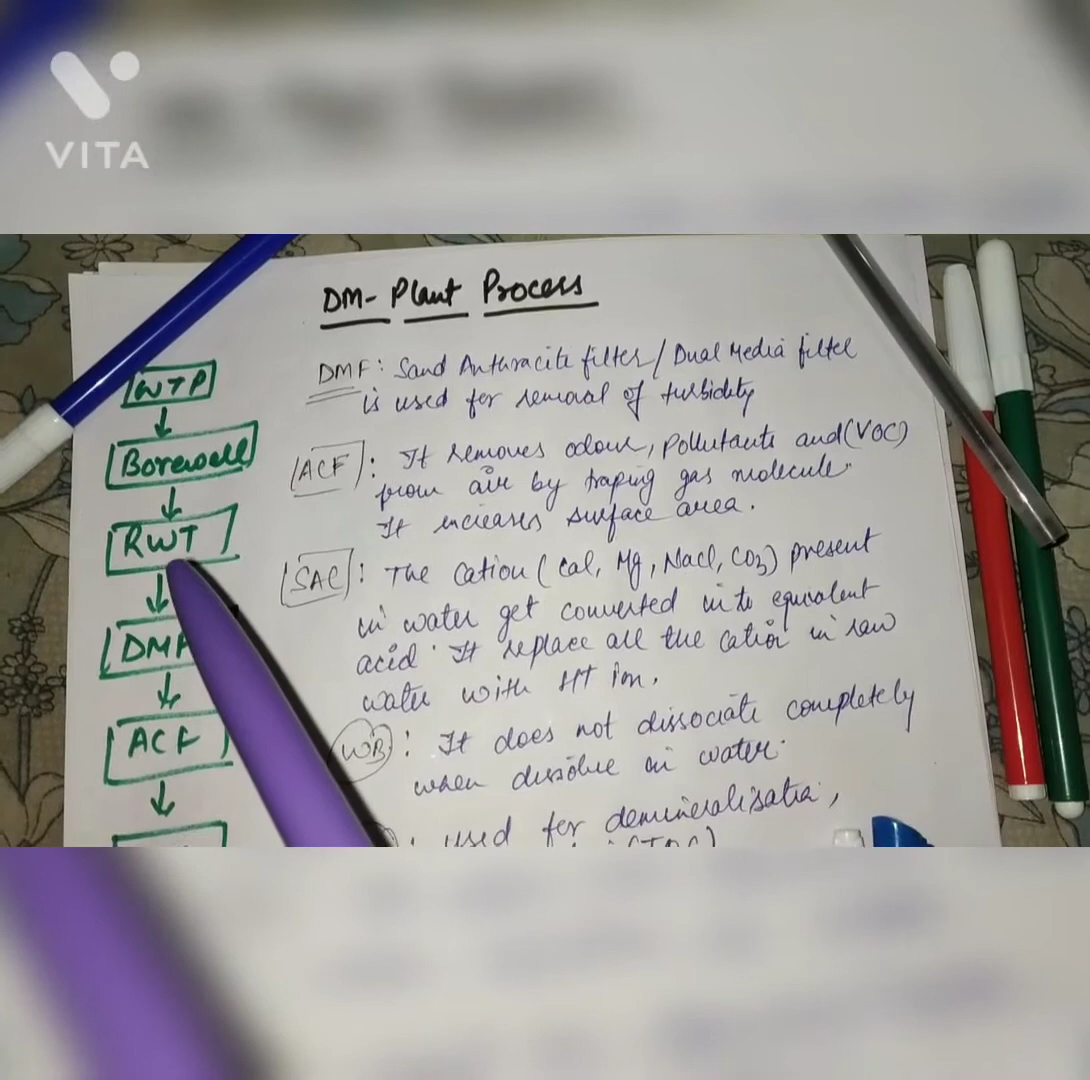 VITA
DM- Plant Process
WTP
Borewell
RWT
DMF
ACF
DMF: Sand Anthracite filter/Dual Media filter
is used for removal of turbidity
ACF: It removes odour, pollutants and (VOC)
from air by traping gas molecule.
It increases surface area.
SAC: The Cation (Cal, Mg, Nacl, CO3) present
in water get converted into equivalent
acid. It replace all the cation in raw
water with H+ ion.
WB: It does not dissociate completely
when dissolve in water.
: used for demineralisation,